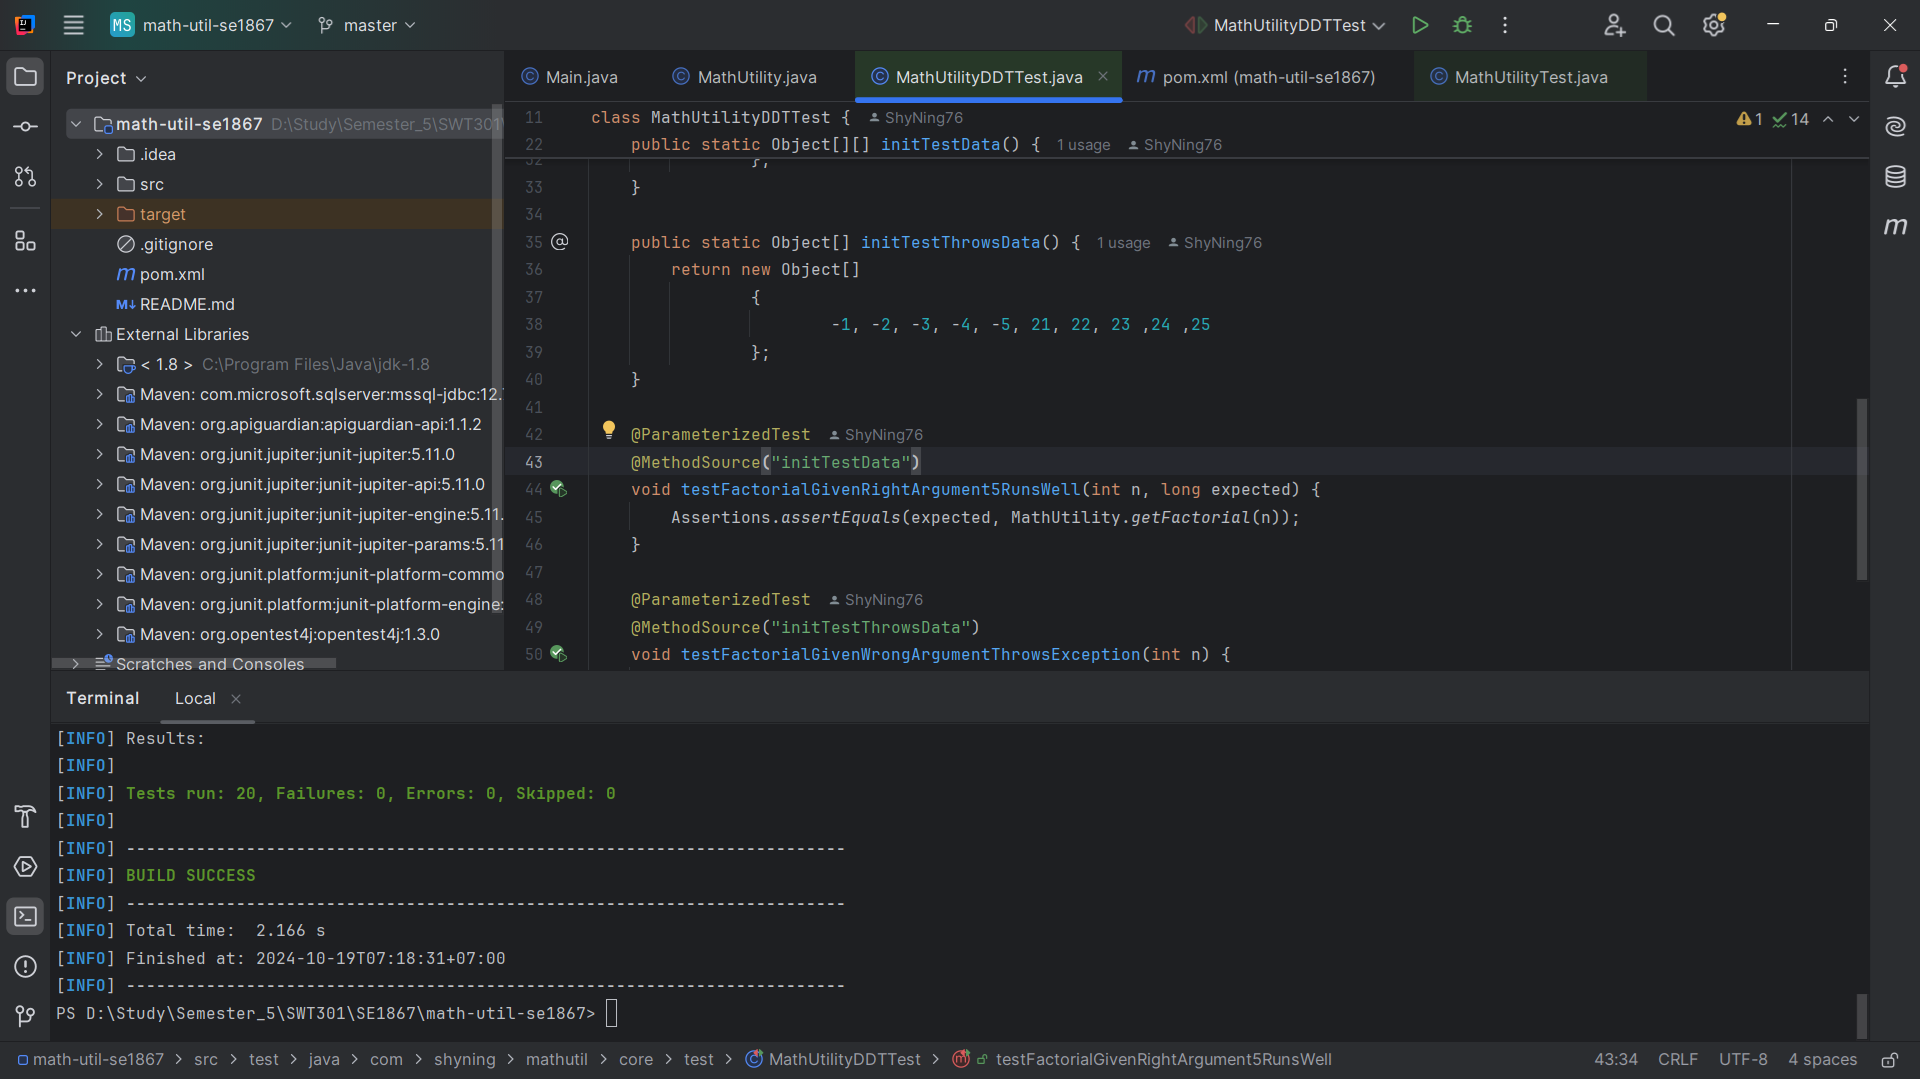 MS math-util-se1867 master MathUtilityDDTTest
Project
math-util-se1867 D:\Study\Semester_5\SWT301\
.idea
src
target
.gitignore
pom.xml
README.md
External Libraries
< 1.8 > C:\Program Files\Java\jdk-1.8
Maven: com.microsoft.sqlserver:mssql-jdbc:12.
Maven: org.apiguardian:apiguardian-api:1.1.2
Maven: org.junit.jupiter:junit-jupiter:5.11.0
Maven: org.junit.jupiter:junit-jupiter-api:5.11.0
Maven: org.junit.jupiter:junit-jupiter-engine:5.11.
Maven: org.junit.jupiter:junit-jupiter-params:5.11
Maven: org.junit.platform:junit-platform-commo
Maven: org.junit.platform:junit-platform-engine:
Maven: org.opentest4j:opentest4j:1.3.0
Scratches and Consoles
Main.java MathUtility.java MathUtilityDDTTest.java pom.xml (math-util-se1867) MathUtilityTest.java
11 class MathUtilityDDTTest { ShyNing76 1 14
22 public static Object[][] initTestData() { 1 usage ShyNing76
32 };
33 }
34
35 public static Object[] initTestThrowsData() { 1 usage ShyNing76
36 return new Object[]
37 {
38 -1, -2, -3, -4, -5, 21, 22, 23 ,24 ,25
39 };
40 }
41
42 @ParameterizedTest ShyNing76
43 @MethodSource("initTestData")
44 void testFactorialGivenRightArgument5RunsWell(int n, long expected) {
45 Assertions.assertEquals(expected, MathUtility.getFactorial(n));
46 }
47
48 @ParameterizedTest ShyNing76
49 @MethodSource("initTestThrowsData")
50 void testFactorialGivenWrongArgumentThrowsException(int n) {
Terminal Local
[INFO] Results:
[INFO]
[INFO] Tests run: 20, Failures: 0, Errors: 0, Skipped: 0
[INFO]
[INFO] ------------------------------------------------------------------------
[INFO] BUILD SUCCESS
[INFO] ------------------------------------------------------------------------
[INFO] Total time:  2.166 s
[INFO] Finished at: 2024-10-19T07:18:31+07:00
[INFO] ------------------------------------------------------------------------
PS D:\Study\Semester_5\SWT301\SE1867\math-util-se1867>
math-util-se1867 > src > test > java > com > shyning > mathutil > core > test > MathUtilityDDTTest > testFactorialGivenRightArgument5RunsWell 43:34 CRLF UTF-8 4 spaces